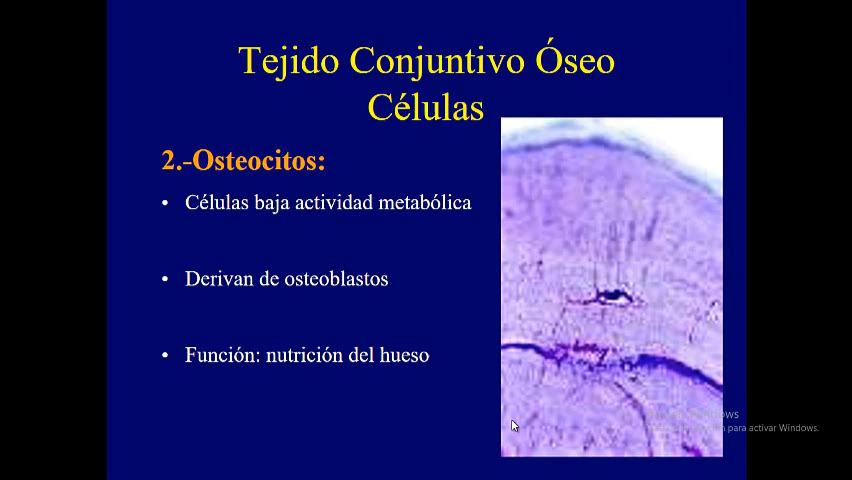 Tejido Conjuntivo Óseo
Células
2.-Osteocitos:
• Células baja actividad metabólica
• Derivan de osteoblastos
• Función: nutrición del hueso
para activar Windows.